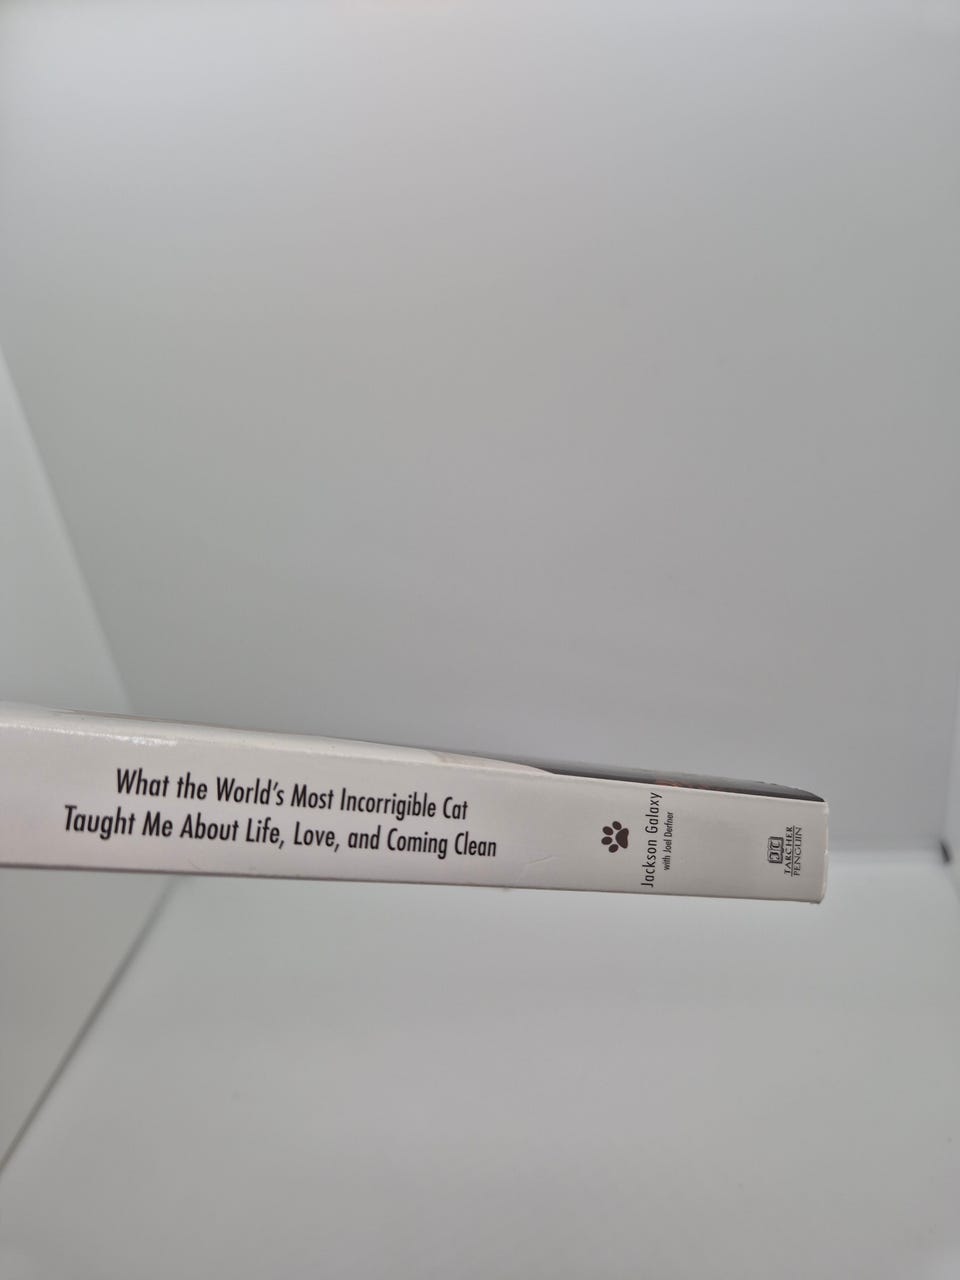 What the World's Most Incorrigible Cat
Taught Me About Life, Love, and Coming Clean
Jackson Galaxy
with Joel Derfner
TARCHER
PENGUIN